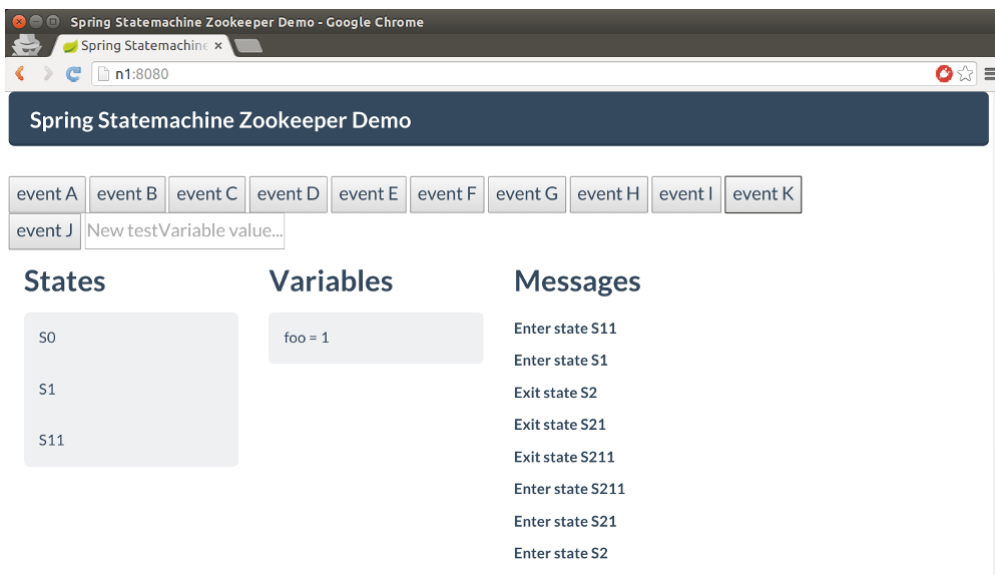 Spring Statemachine Zookeeper Demo - Google Chrome
Spring Statemachine
n1:8080
Spring Statemachine Zookeeper Demo
event A event B event C event D event E event F event G event H event I event K
event J New testVariable value...
States Variables Messages
S0 foo = 1 Enter state S11
Enter state S1
S1 Exit state S2
Exit state S21
S11 Exit state S211
Enter state S211
Enter state S21
Enter state S2